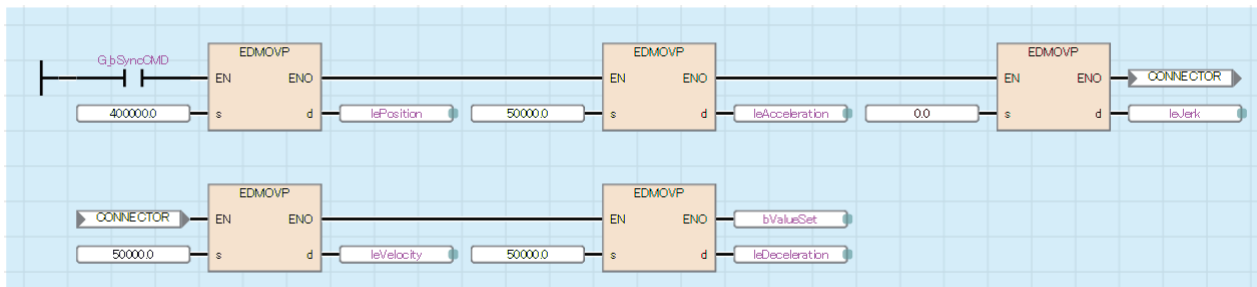 G_bSyncCMD
EDMOVP EDMOVP EDMOVP
EN ENO EN ENO EN ENO CONNECTOR
400000.0 s d lePosition 50000.0 s d leAcceleration 0.0 s d leJerk
EDMOVP EDMOVP
CONNECTOR EN ENO EN ENO bValueSet
50000.0 s d leVelocity 50000.0 s d leDeceleration